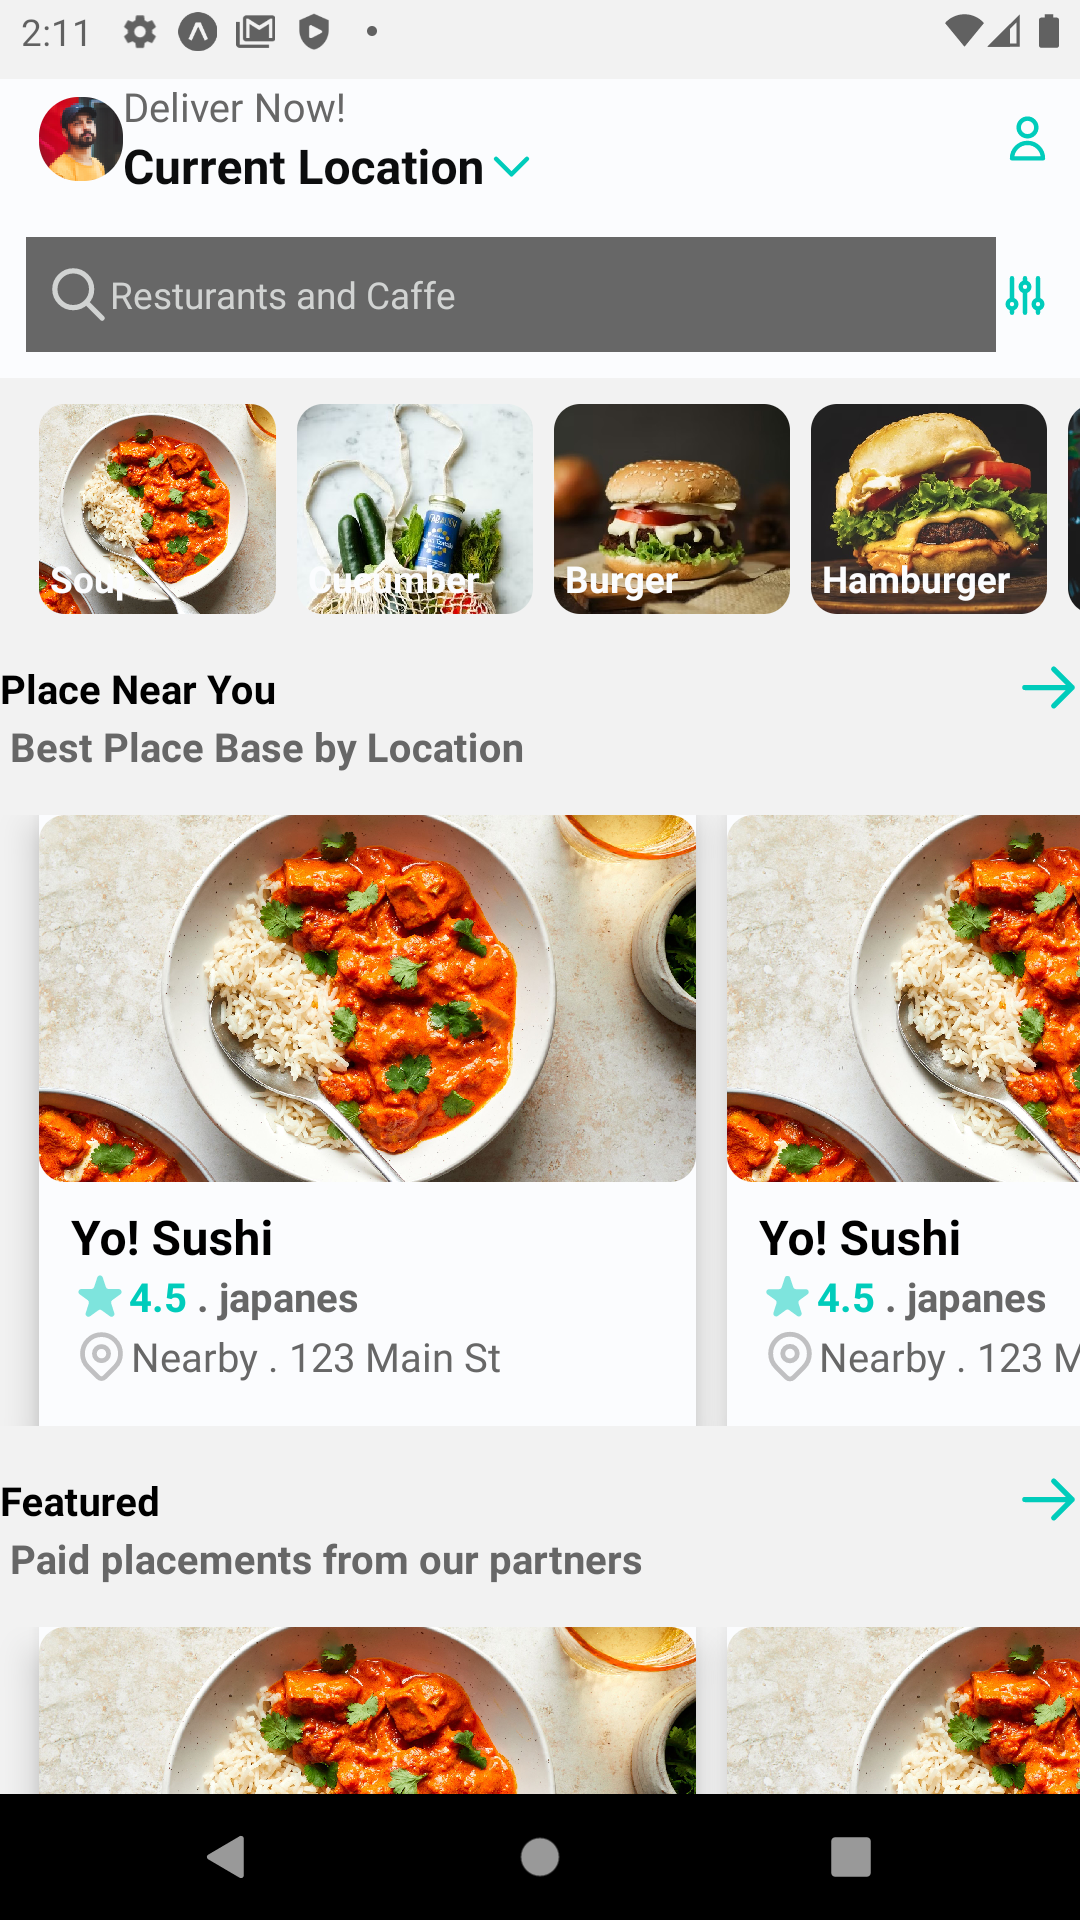 2:11
Deliver Now!
Current Location
Resturants and Caffe
Soup
Cucumber
Burger
Hamburger
Place Near You
Best Place Base by Location
Yo! Sushi
4.5 . japanes
Nearby . 123 Main St
Yo! Sushi
4.5 . japanes
Nearby . 123 M
Featured
Paid placements from our partners